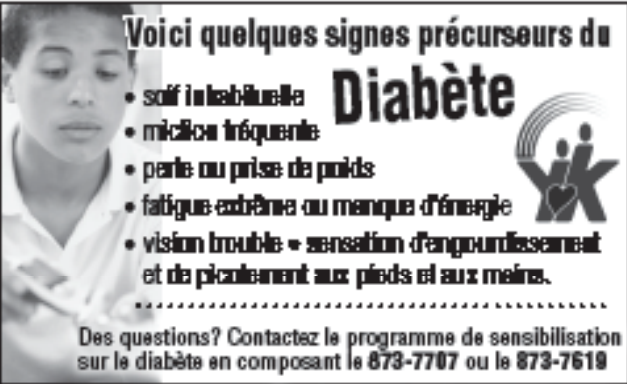 Voici quelques signes précurseurs du
Diabète
• soif inhabituelle
• miction fréquente
• perte ou prise de poids
• fatigue extrême ou manque d'énergie
• vision trouble • sensation d'engourdissement
et de picotement aux pieds et aux mains.
Des questions? Contactez le programme de sensibilisation
sur le diabète en composant le 873-7707 ou le 873-7619